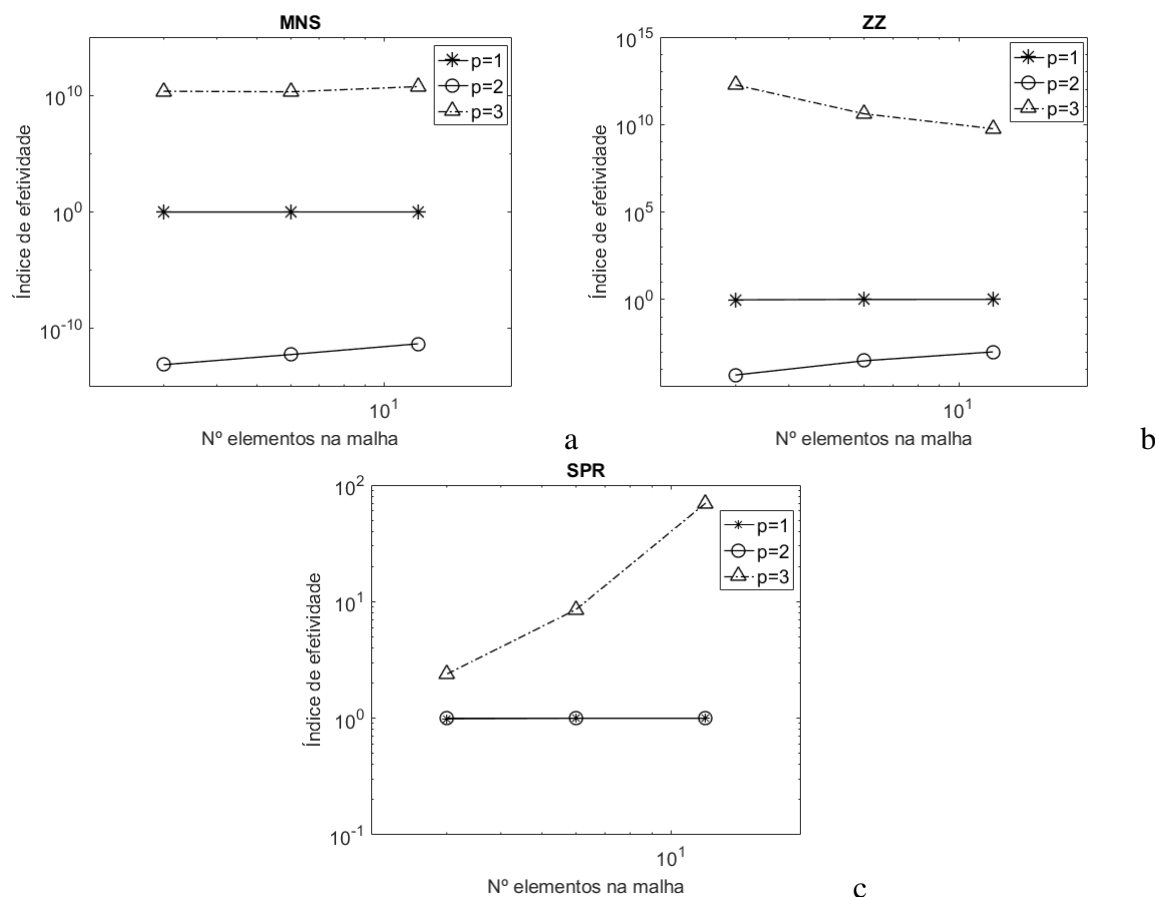 MNS
Índice de efetividade
10^10
10^0
10^-10
p=1
p=2
p=3
10^1
Nº elementos na malha
a
ZZ
Índice de efetividade
10^15
10^10
10^5
10^0
p=1
p=2
p=3
10^1
Nº elementos na malha
b
SPR
Índice de efetividade
10^2
10^1
10^0
10^-1
p=1
p=2
p=3
10^1
Nº elementos na malha
c